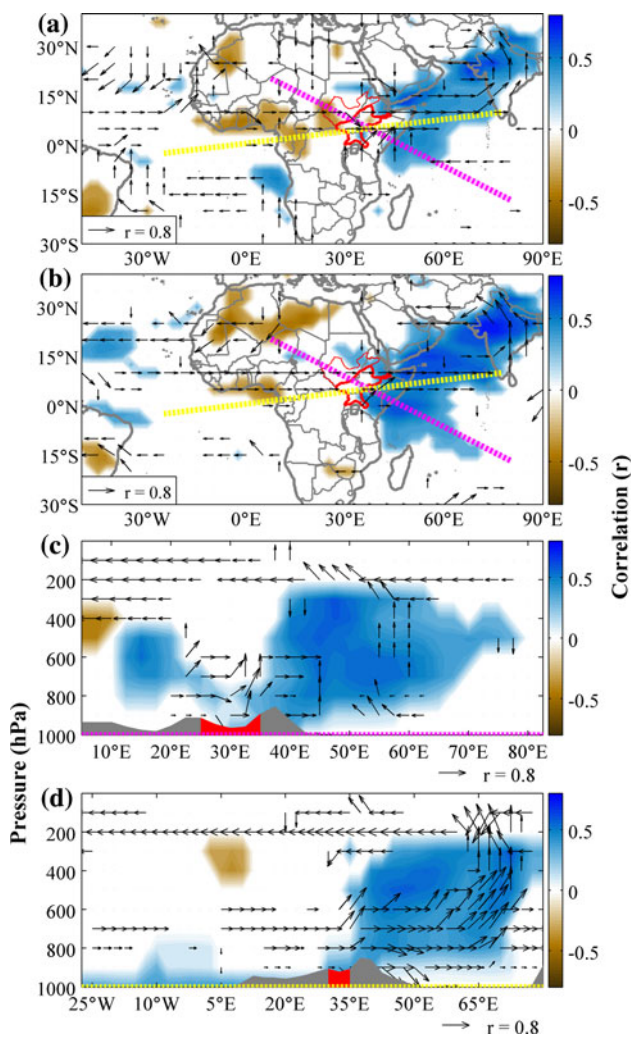 (a)
30°N
15°N
0°N
15°S
30°S
r = 0.8
30°W 0°E 30°E 60°E 90°E
0.5
0
-0.5
(b)
30°N
15°N
0°N
15°S
30°S
r = 0.8
30°W 0°E 30°E 60°E 90°E
0.5
0
-0.5
Correlation (r)
(c)
200
400
600
800
1000
10°E 20°E 30°E 40°E 50°E 60°E 70°E 80°E
r = 0.8
0.5
0
-0.5
Pressure (hPa)
(d)
200
400
600
800
1000
25°W 10°W 5°E 20°E 35°E 50°E 65°E
r = 0.8
0.5
0
-0.5